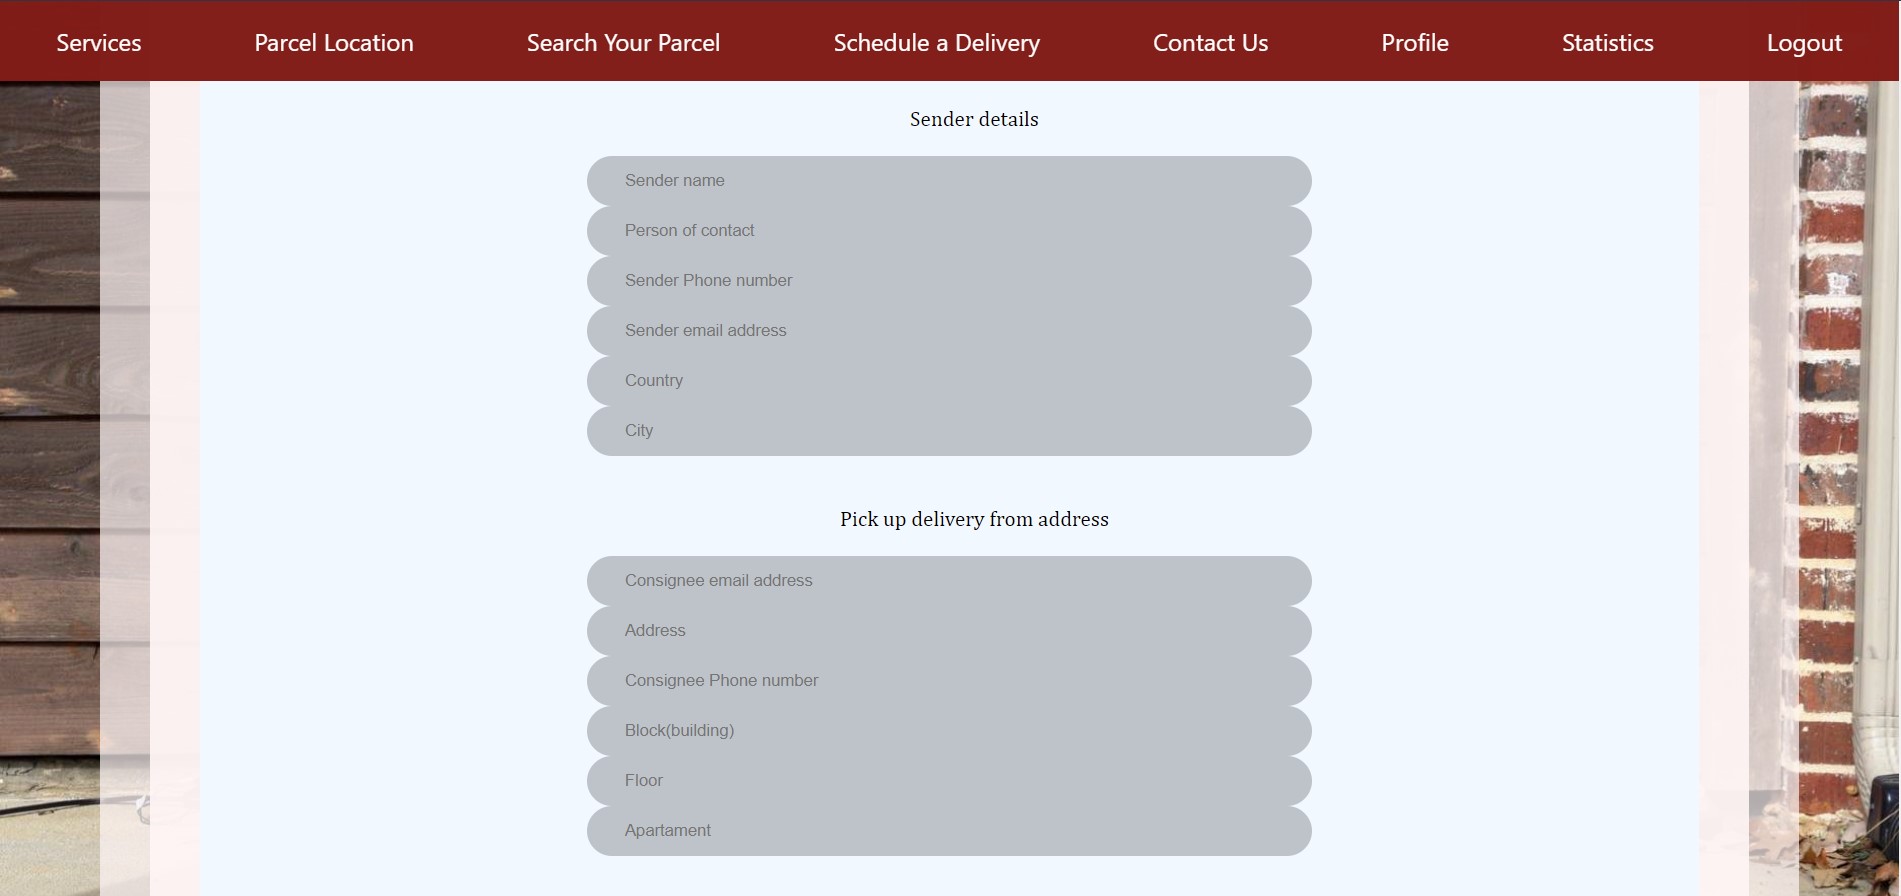 Services Parcel Location Search Your Parcel Schedule a Delivery Contact Us Profile Statistics Logout
Sender details
Sender name
Person of contact
Sender Phone number
Sender email address
Country
City
Pick up delivery from address
Consignee email address
Address
Consignee Phone number
Block(building)
Floor
Apartament